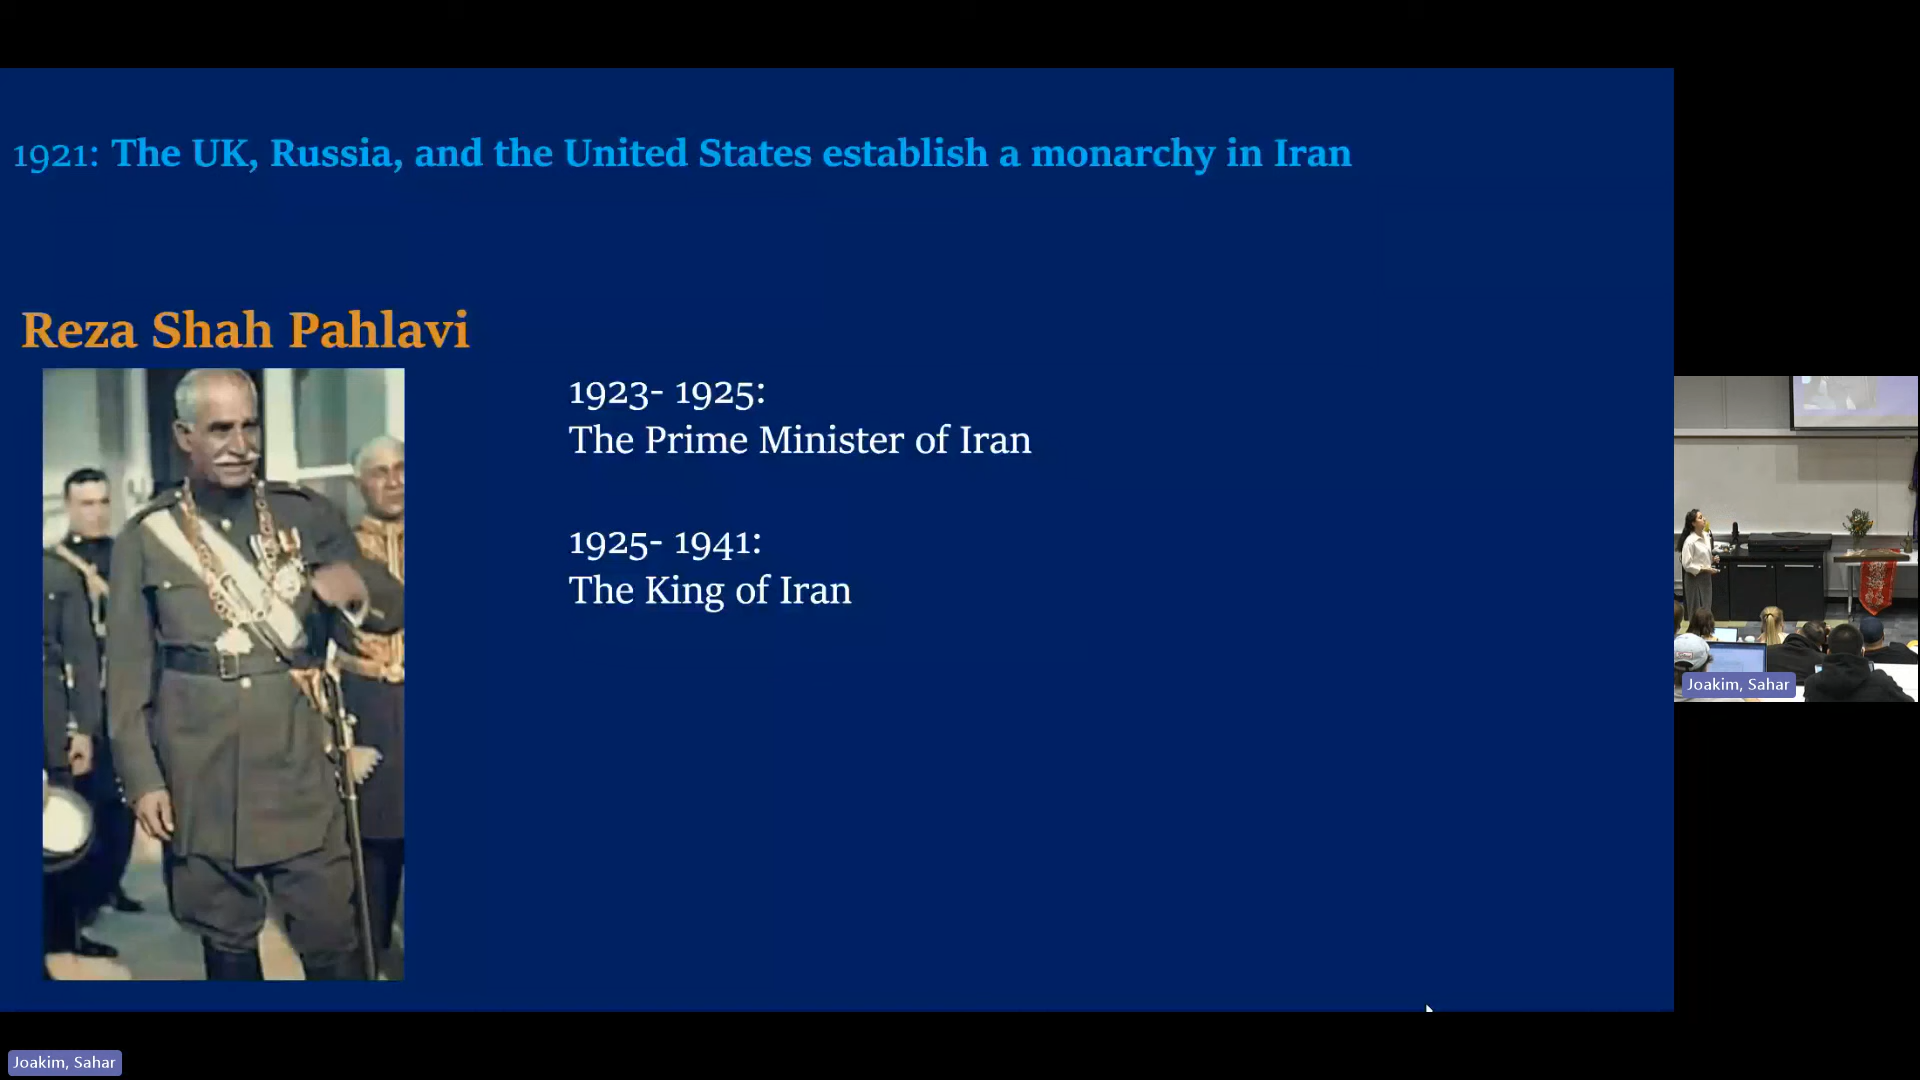 1921: The UK, Russia, and the United States establish a monarchy in Iran
Reza Shah Pahlavi
1923- 1925:
The Prime Minister of Iran
1925- 1941:
The King of Iran
Joakim, Sahar
Joakim, Sahar